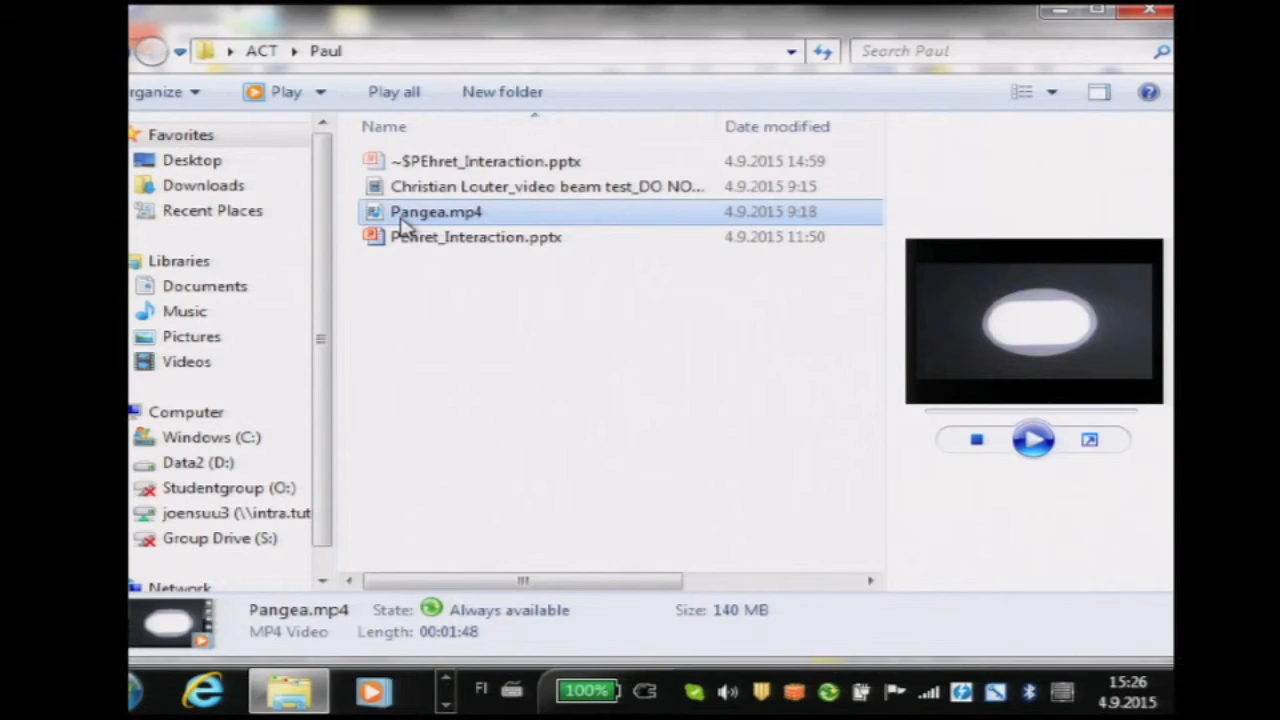 ACT Paul
Search Paul
rganize Play Play all New folder
Name Date modified
Favorites
Desktop
Downloads
Recent Places
Libraries
Documents
Music
Pictures
Videos
Computer
Windows (C:)
Data2 (D:)
Studentgroup (O:)
joensuu3 (\\intra.tut
Group Drive (S:)
Network
~$PEhret_Interaction.pptx 4.9.2015 14:59
Christian Louter_video beam test_DO NO... 4.9.2015 9:15
Pangea.mp4 4.9.2015 9:18
PEhret_Interaction.pptx 4.9.2015 11:50
Pangea.mp4 State: Always available Size: 140 MB
MP4 Video Length: 00:01:48
FI 100% 15:26
4.9.2015